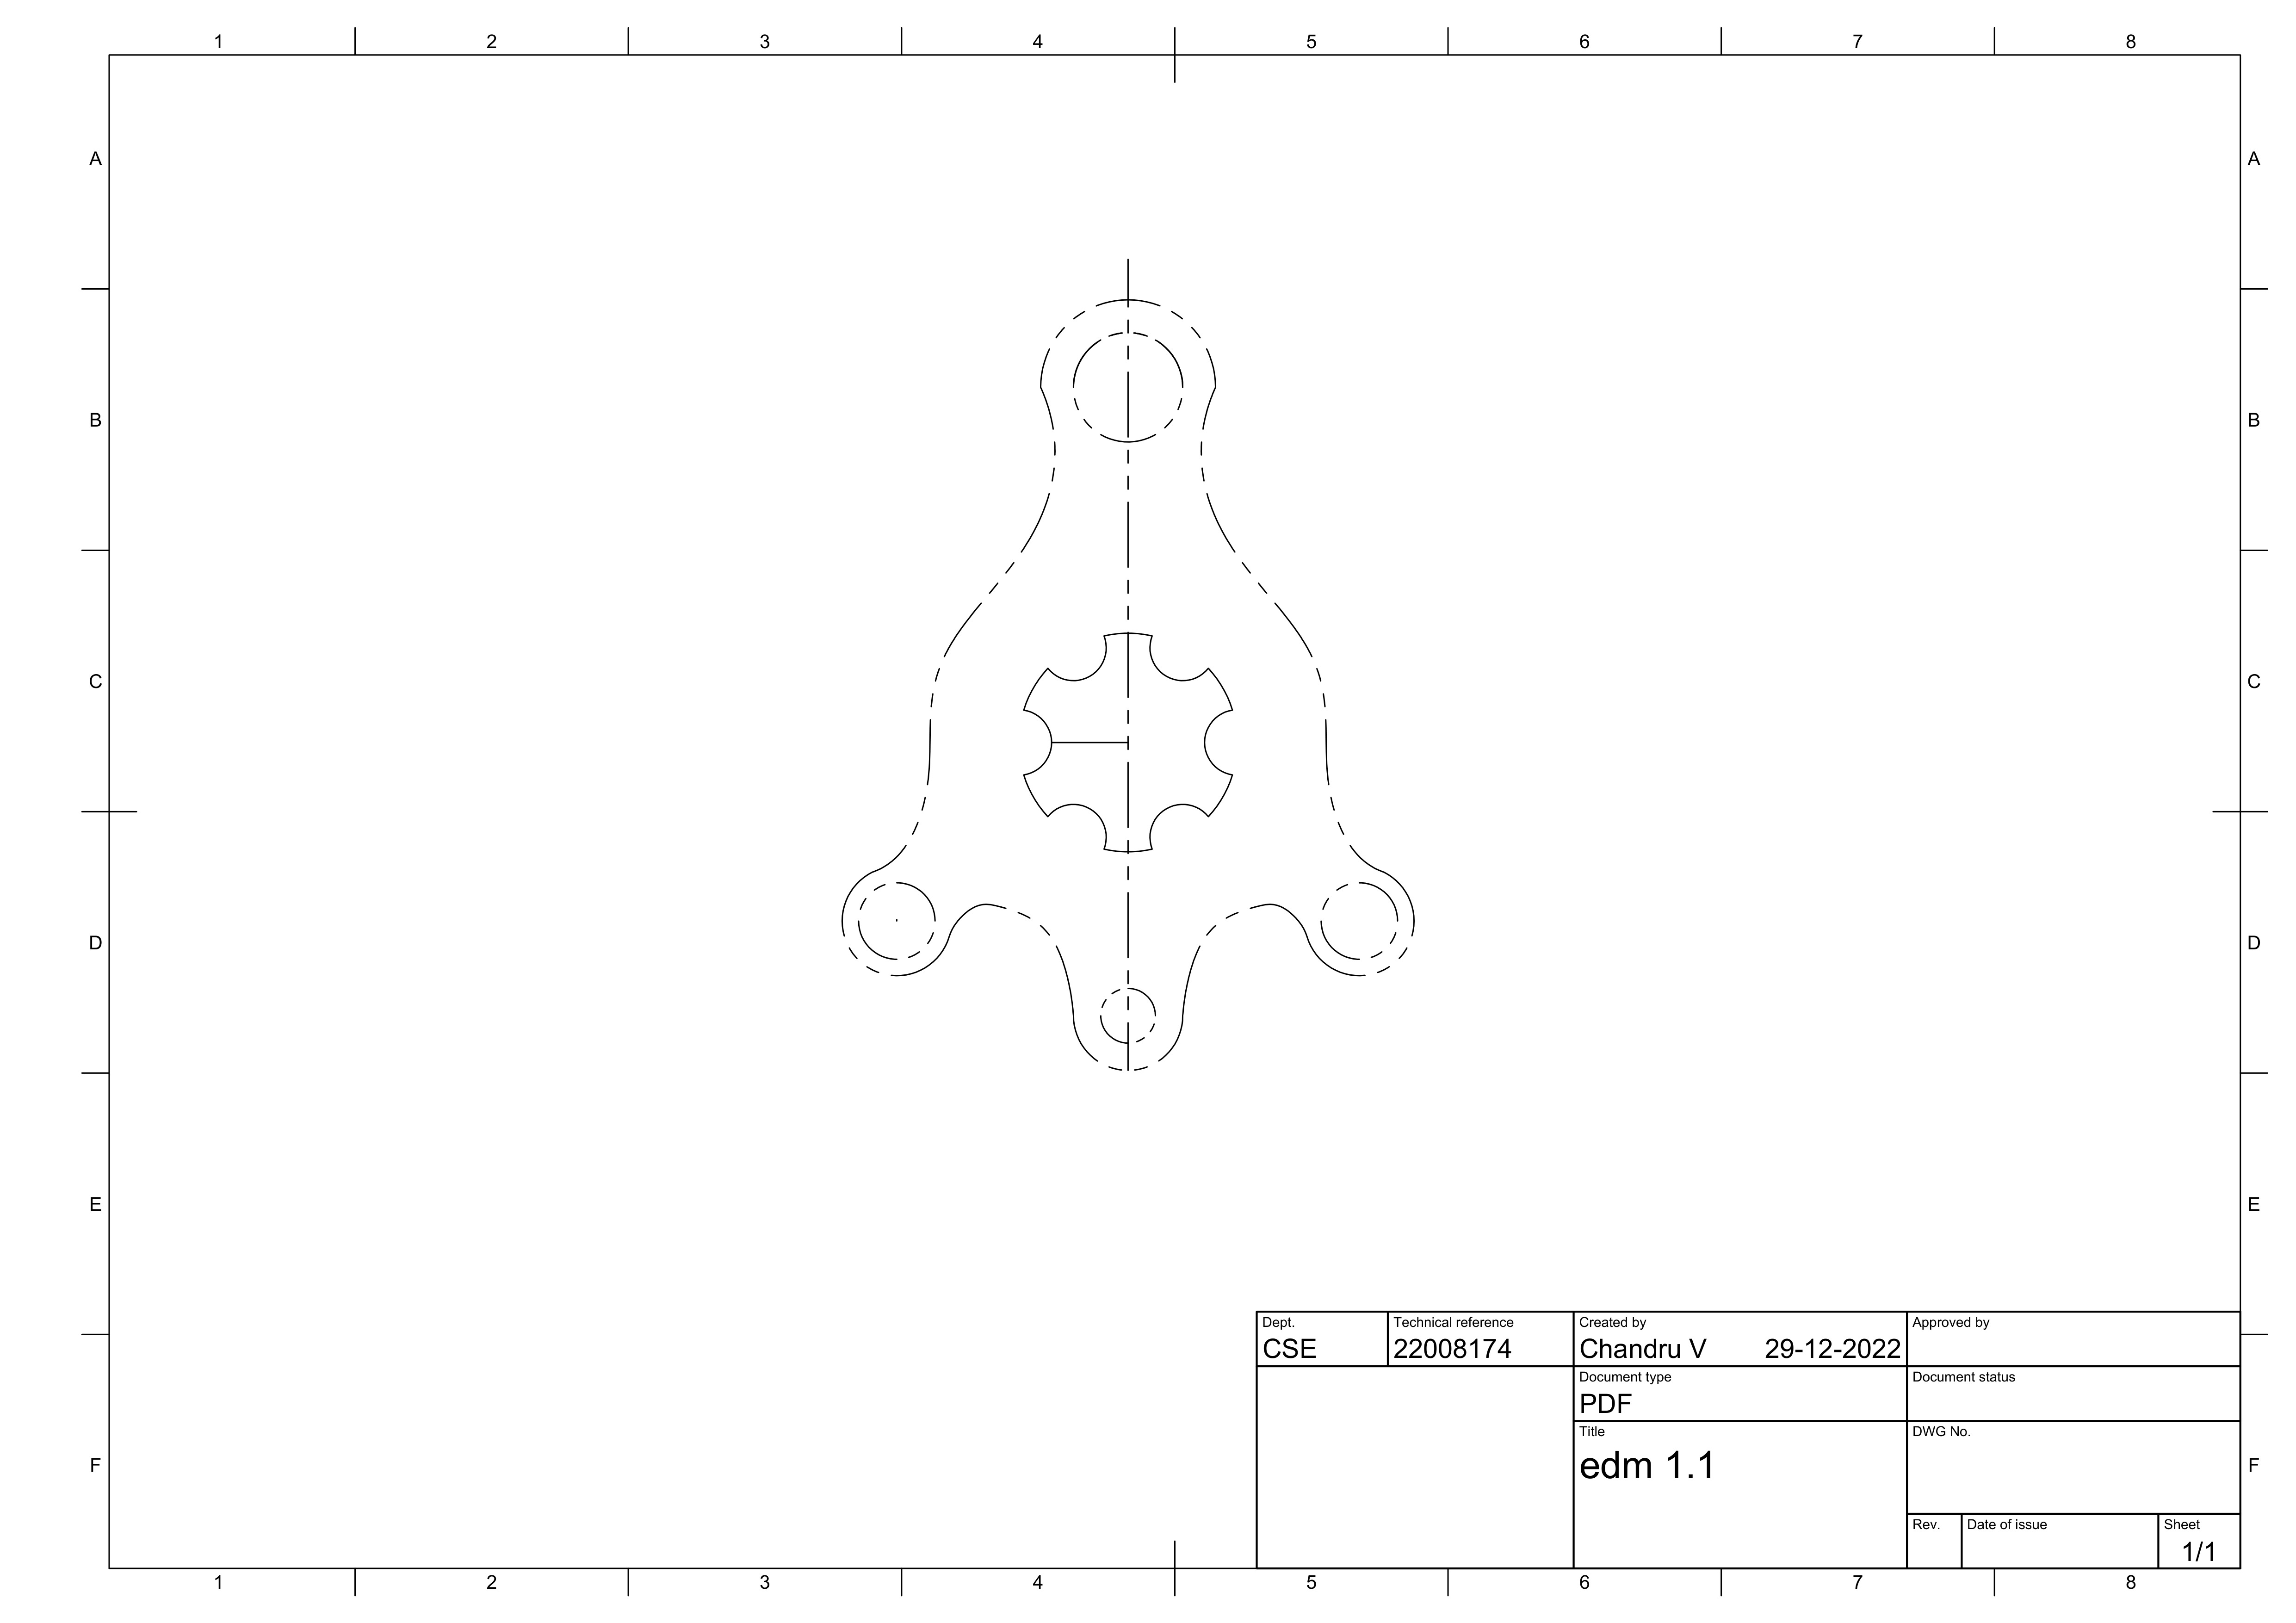 1 2 3 4 5 6 7 8
A A
B B
C C
D D
E E
Dept. Technical reference Created by Approved by
CSE 22008174 Chandru V 29-12-2022
Document type Document status
PDF
Title DWG No.
edm 1.1
F F
Rev. Date of issue Sheet
1/1
1 2 3 4 5 6 7 8